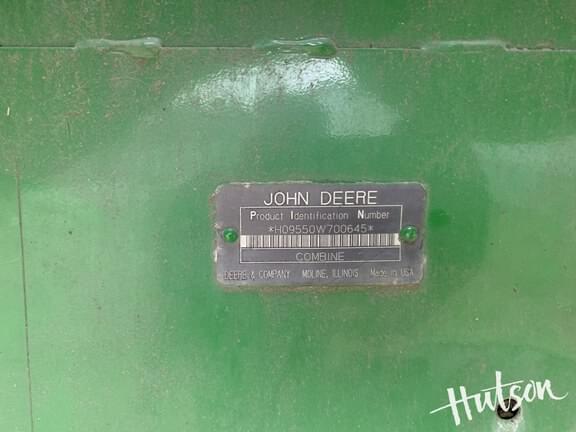 JOHN DEERE
Product Identification Number
*H09550W700645*
COMBINE
DEERE & COMPANY MOLINE, ILLINOIS Made in USA
Hutson